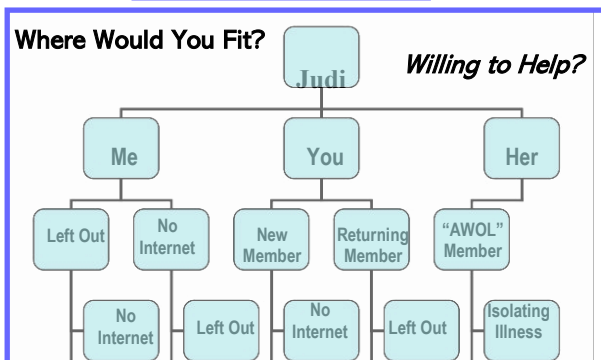 Where Would You Fit?
Judi
Willing to Help?
Me
You
Her
Left Out
No
Internet
New
Member
Returning
Member
“AWOL”
Member
No
Internet
Left Out
No
Internet
Left Out
Isolating
Illness